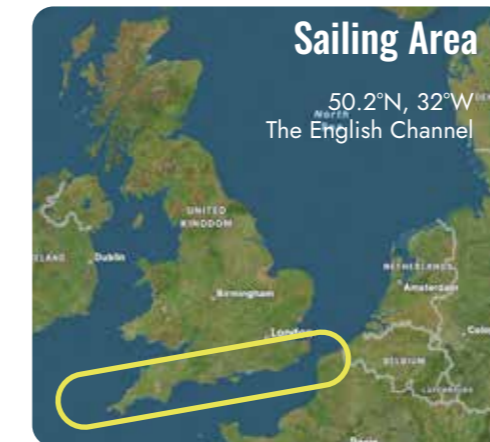 Sailing Area
50.2°N, 32°W
The English Channel
North
UNITED
KINGDOM
Dublin
NETHERLANDS
Amsterdam
Birmingham
London
BELGIUM